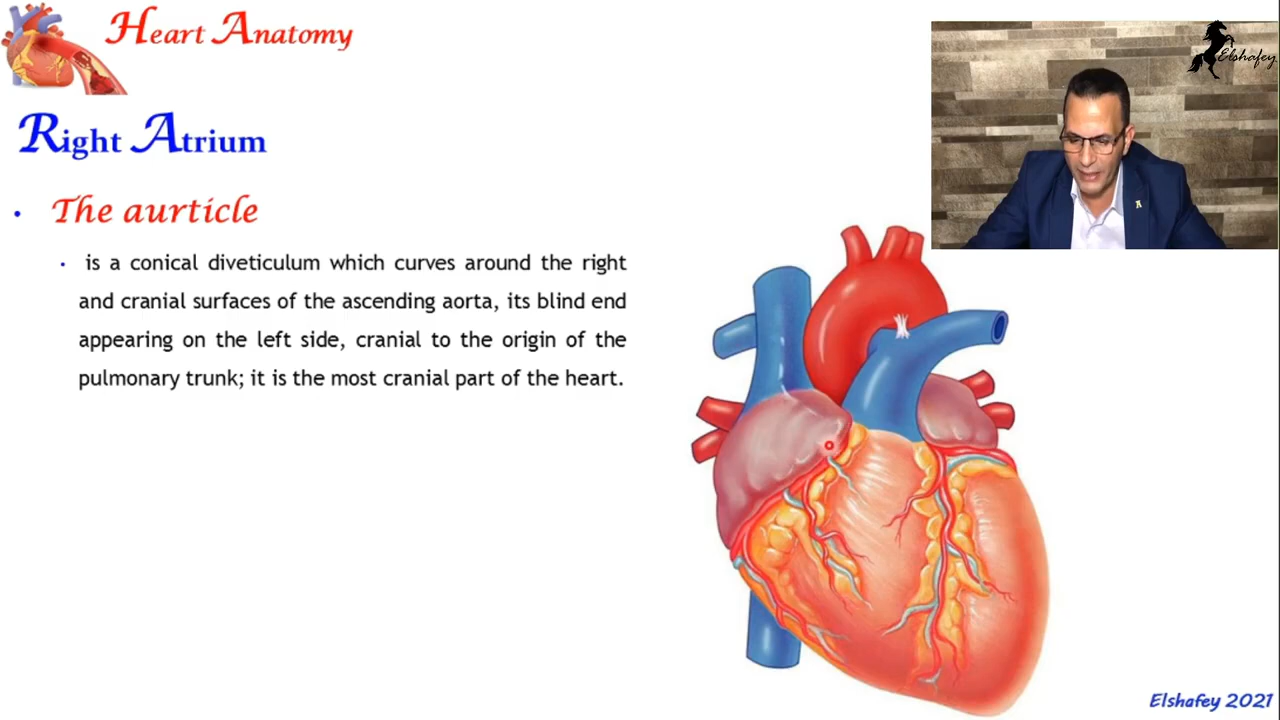 Heart Anatomy
Elshafey
Right Atrium
• The aurticle
• is a conical diveticulum which curves around the right
and cranial surfaces of the ascending aorta, its blind end
appearing on the left side, cranial to the origin of the
pulmonary trunk; it is the most cranial part of the heart.
Elshafey 2021